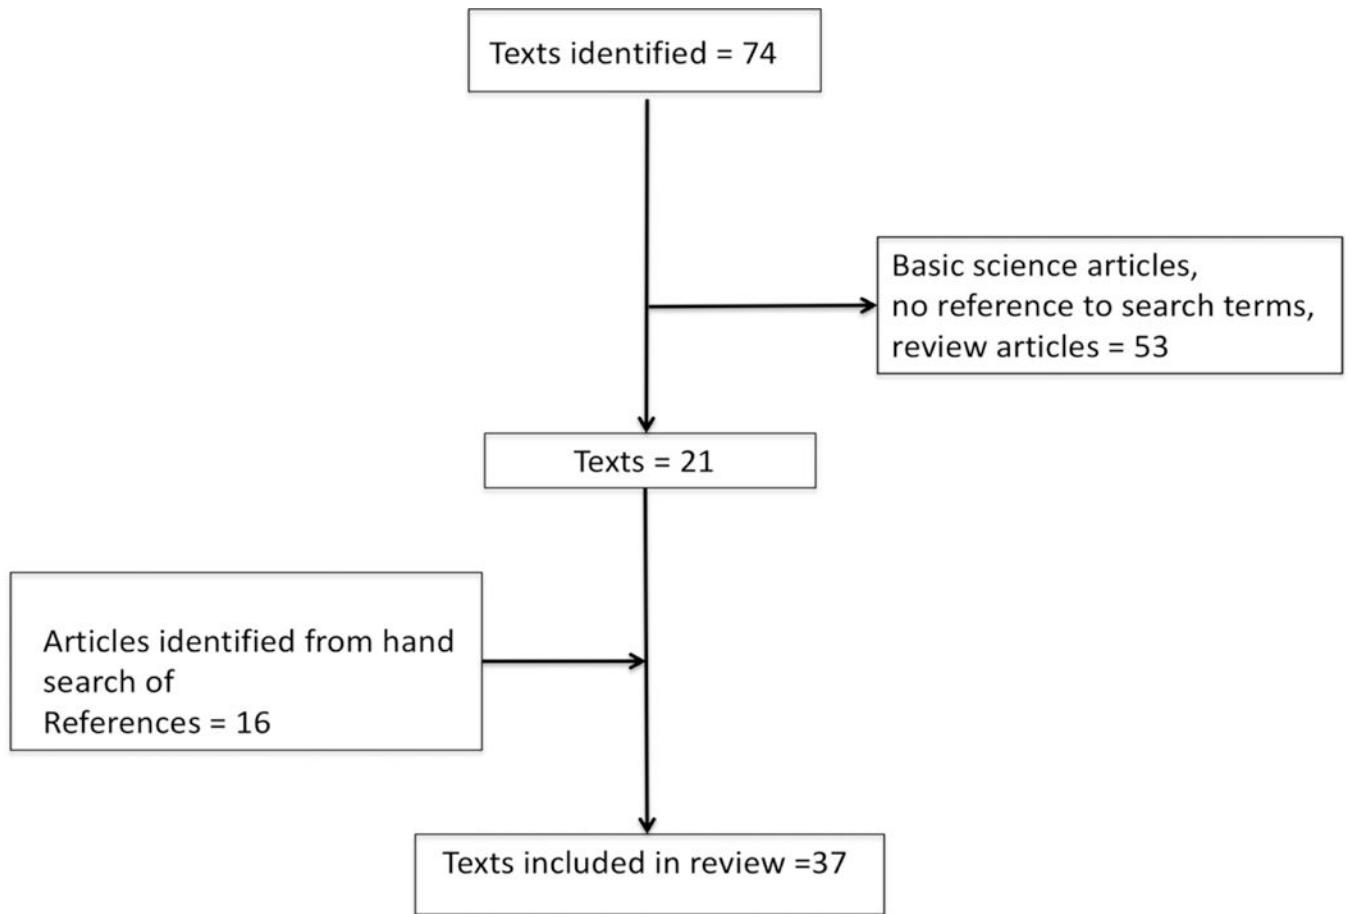 Texts identified = 74
Basic science articles,
no reference to search terms,
review articles = 53
Texts = 21
Articles identified from hand
search of
References = 16
Texts included in review =37